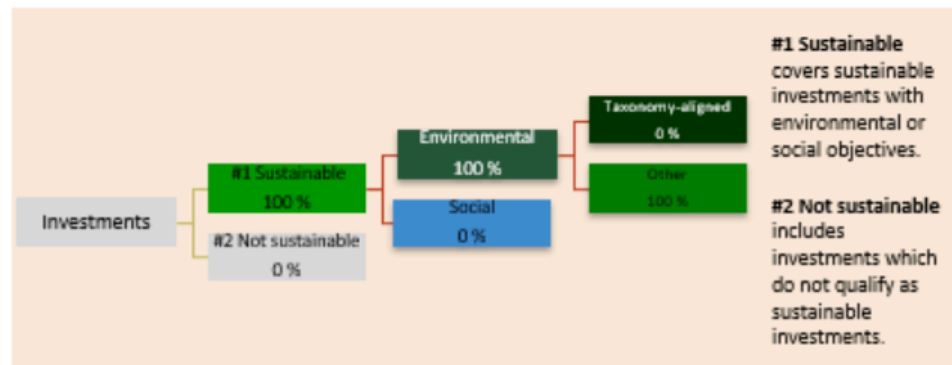 Investments
#1 Sustainable
100 %
#2 Not sustainable
0 %
Environmental
100 %
Social
0 %
Taxonomy-aligned
0 %
Other
100 %
#1 Sustainable
covers sustainable
investments with
environmental or
social objectives.
#2 Not sustainable
includes
investments which
do not qualify as
sustainable
investments.